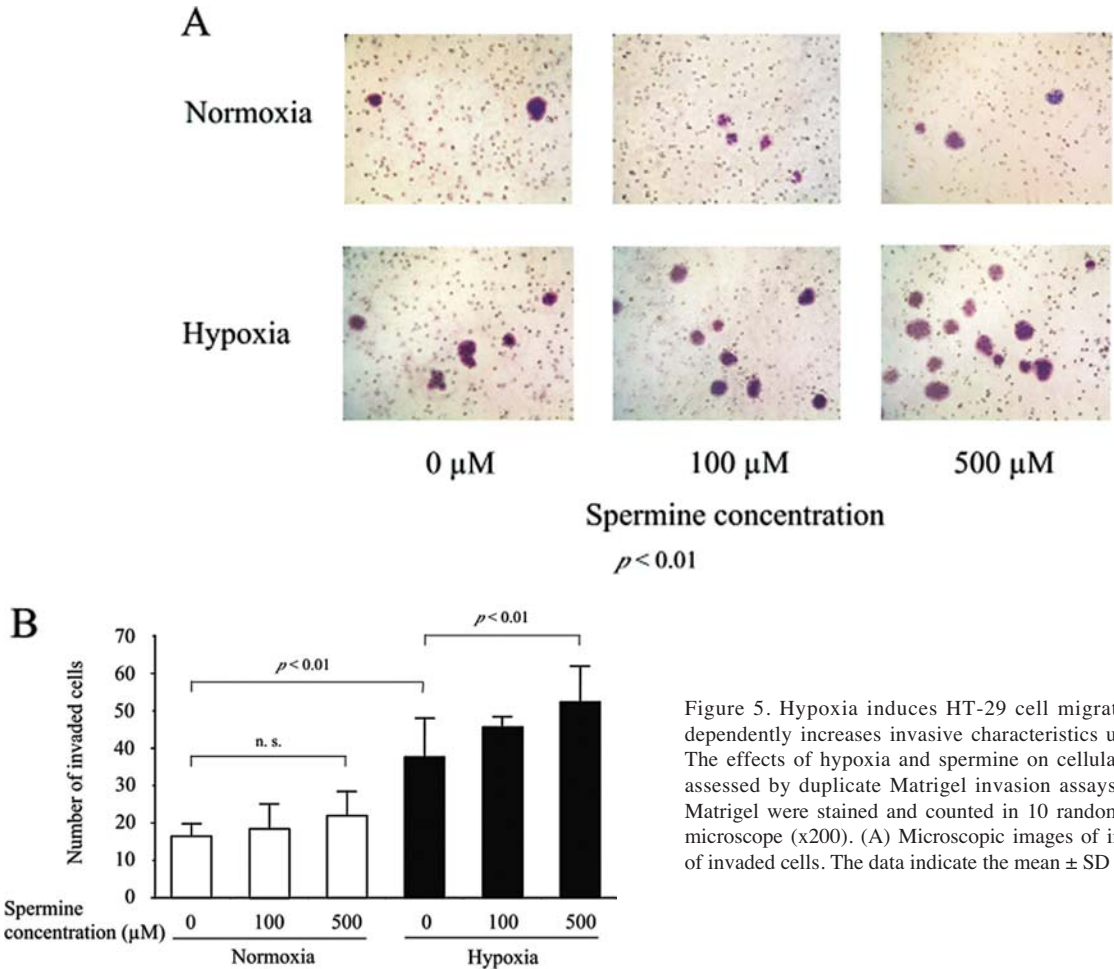 A
Normoxia
Hypoxia
0 µM
100 µM
500 µM
Spermine concentration
p < 0.01
B
Number of invaded cells
70
60
50
40
30
20
10
0
p < 0.01
p < 0.01
n. s.
Spermine concentration (µM)
0
100
500
0
100
500
Normoxia
Hypoxia
Figure 5. Hypoxia induces HT-29 cell migrat
dependently increases invasive characteristics u
The effects of hypoxia and spermine on cellula
assessed by duplicate Matrigel invasion assays
Matrigel were stained and counted in 10 random
microscope (x200). (A) Microscopic images of i
of invaded cells. The data indicate the mean ± SD